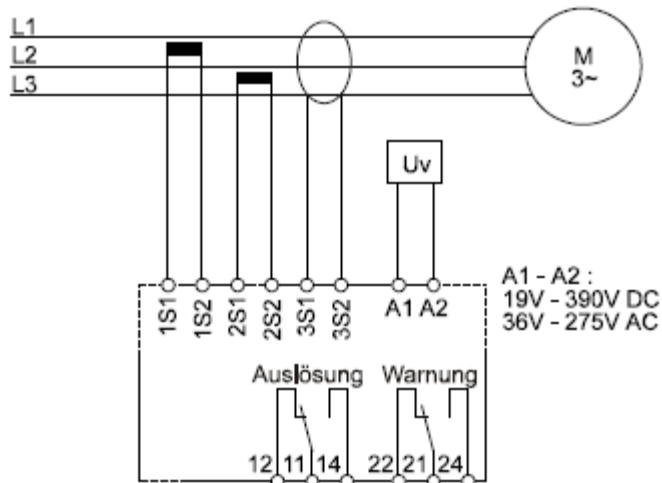 L1
L2
L3
M
3~
Uv
1S1
1S2
2S1
2S2
3S1
3S2
A1 A2
A1 - A2 :
19V - 390V DC
36V - 275V AC
Auslösung
Warnung
12 11 14
22 21 24